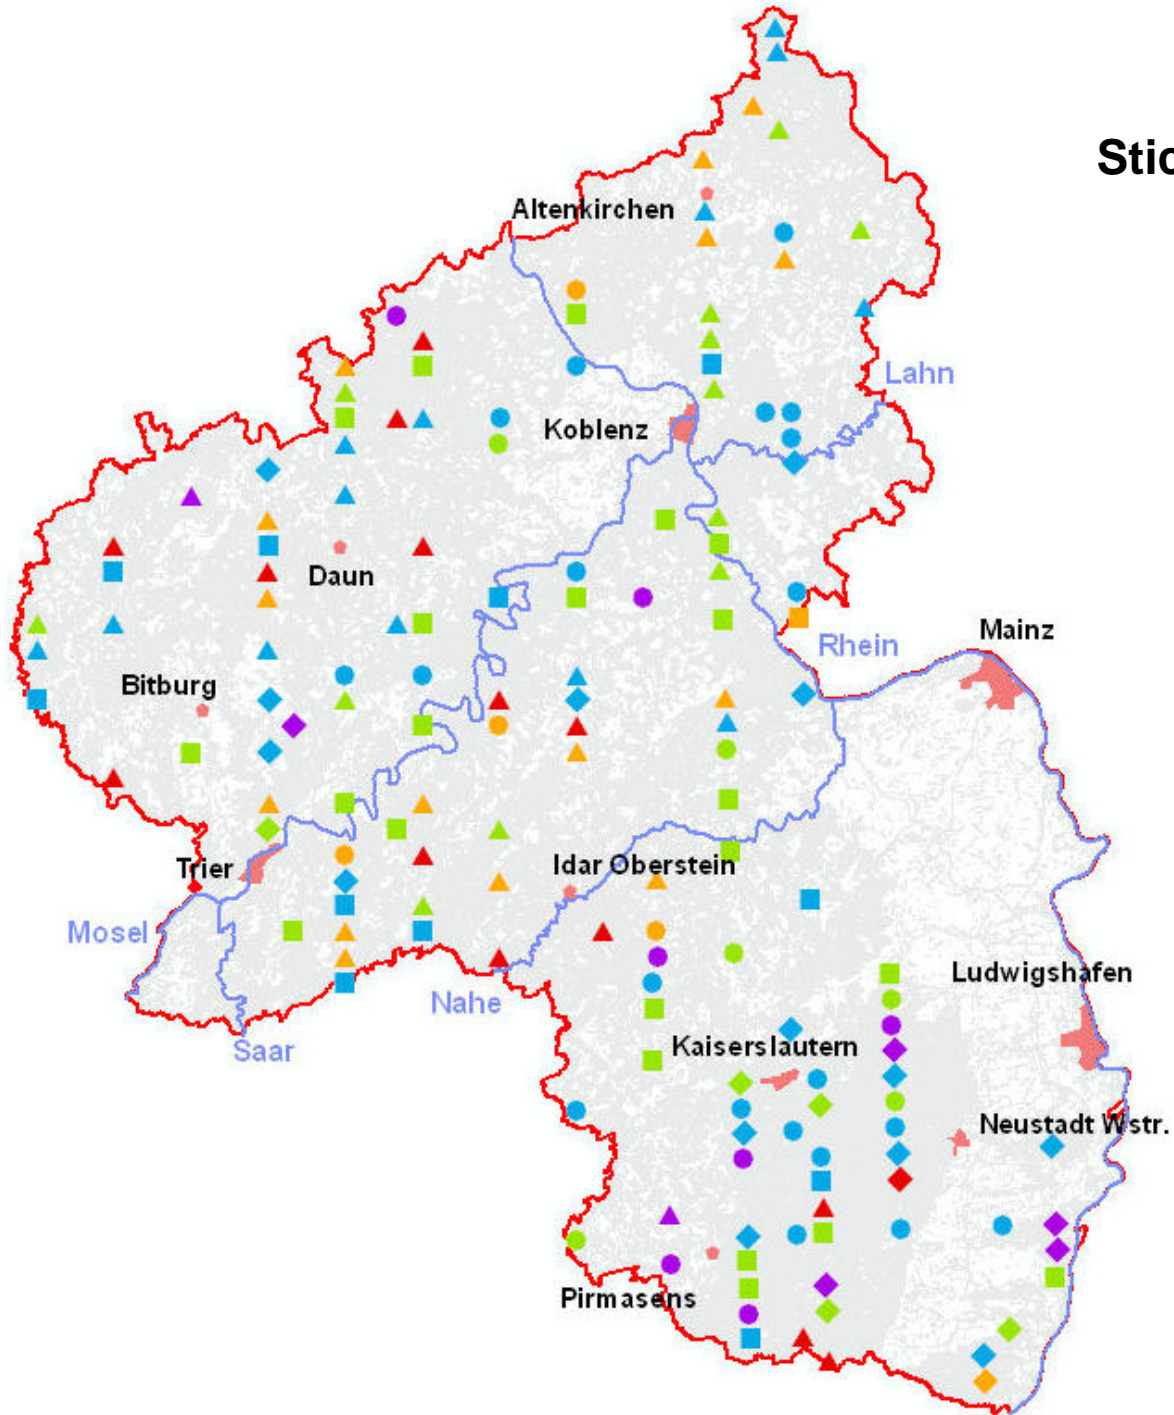 Stic
Altenkirchen
Lahn
Koblenz
Daun
Mainz
Rhein
Bitburg
Idar Oberstein
Trier
Mosel
Ludwigshafen
Nahe
Kaiserslautern
Saar
Neustadt Wstr.
Pirmasens